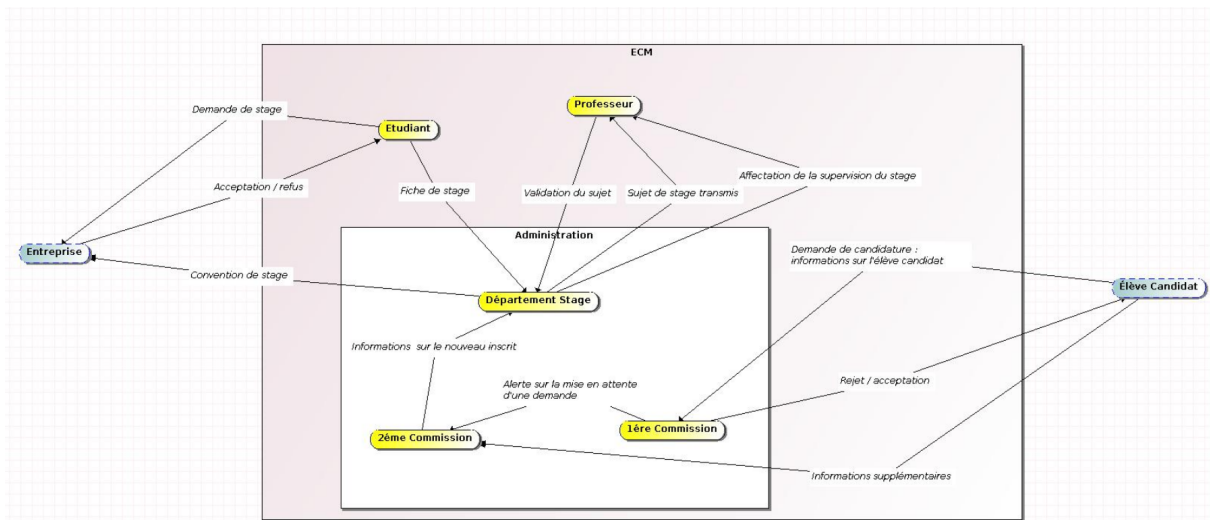 ECM
Professeur
Demande de stage
Etudiant
Affectation de la supervision du stage
Acceptation / refus
Fiche de stage
Validation du sujet
Sujet de stage transmis
Administration
Entreprise
Demande de candidature :
informations sur l'élève candidat
Convention de stage
Élève Candidat
Département Stage
Informations sur le nouveau inscrit
Rejet / acceptation
Alerte sur la mise en attente
d'une demande
1ére Commission
2éme Commission
Informations supplémentaires